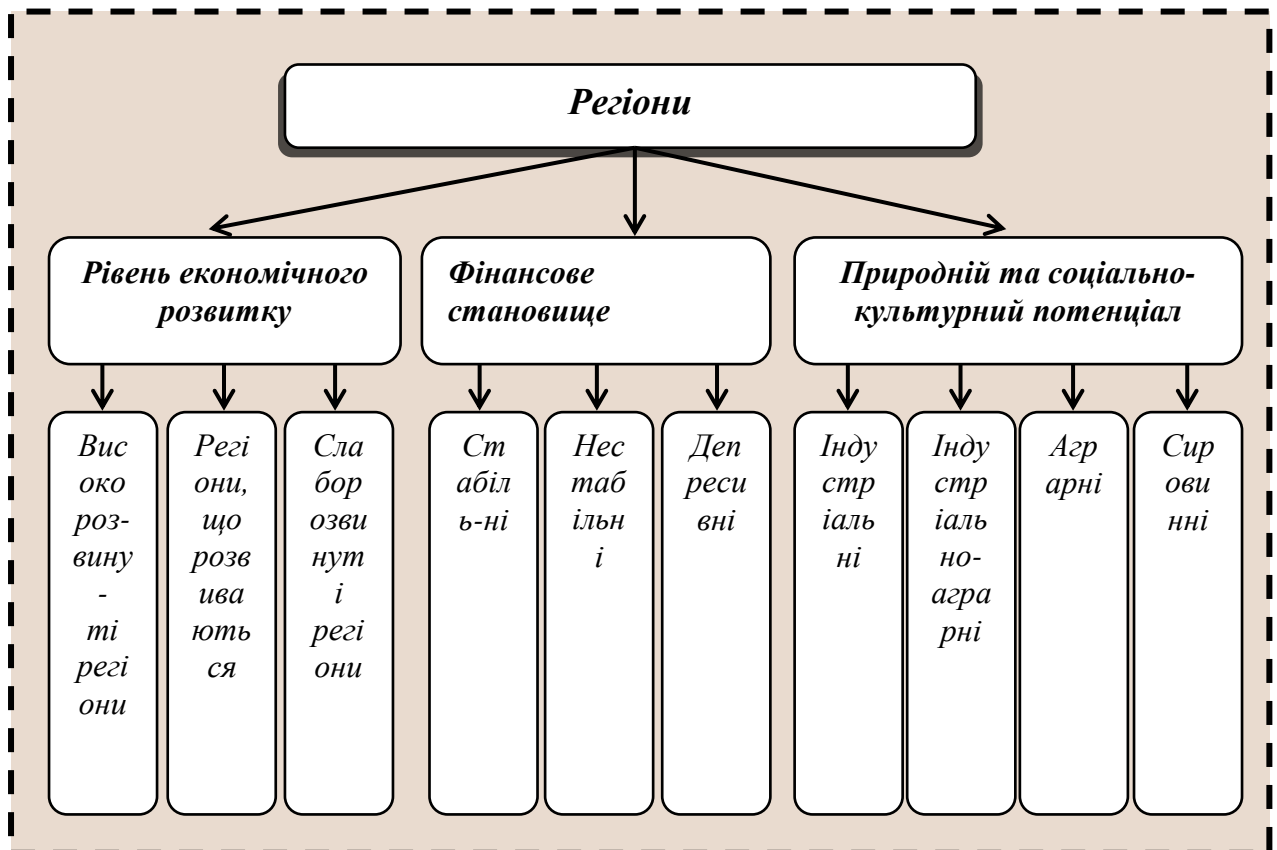 Регіони
Рівень економічного
розвитку
Фінансове
становище
Природній та соціально-
культурний потенціал
Вис
око
роз-
вину
-
ті
регі
они
Регі
они,
що
розв
ива
ють
ся
Сла
бор
озви
нут
і
регі
они
Ст
абіл
ь-ні
Нес
таб
ільн
і
Деп
реси
вні
Інду
стр
іаль
ні
Інду
стр
іаль
но-
агра
рні
Агр
арні
Сир
ови
нні